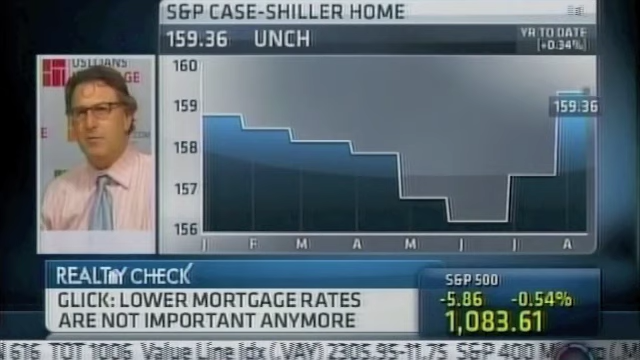 S&P CASE-SHILLER HOME
159.36 UNCH
YR TO DATE
[+0.34%]
160
159
158
157
156
159.36
J F M A M J J A
REALTY CHECK
GLICK: LOWER MORTGAGE RATES
ARE NOT IMPORTANT ANYMORE
S&P 500
-5.86 -0.54%
1,083.61
616 TOT 1006 Value Line Idx (.VAY) 2305.95-11.75 S&P 400 M